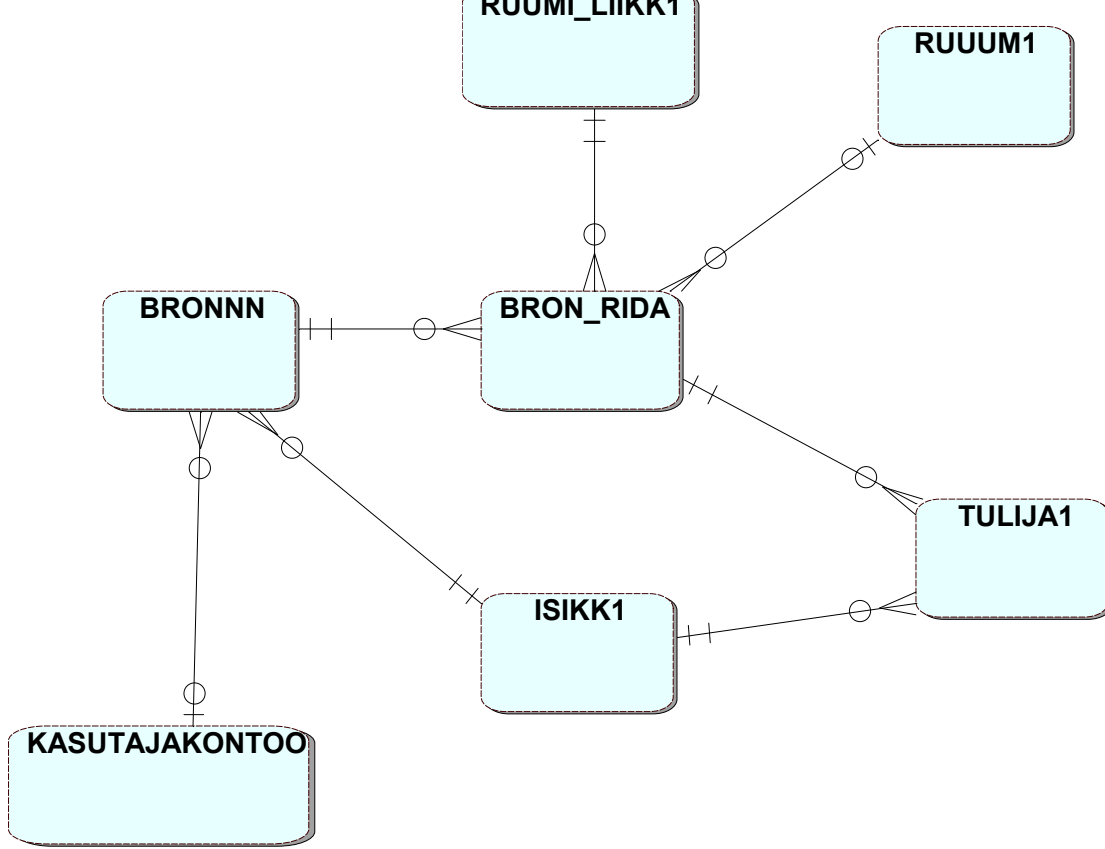 RUUMI_LIIKK1
RUUUM1
BRONNN
BRON_RIDA
TULIJA1
ISIKK1
KASUTAJAKONTOO